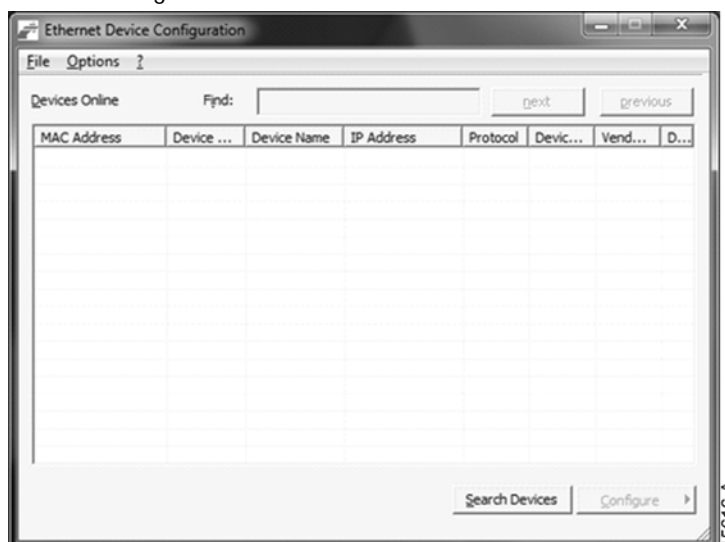 Ethernet Device Configuration
File Options ?
Devices Online Find: next previous
MAC Address Device ... Device Name IP Address Protocol Devic... Vend... D...
Search Devices Configure